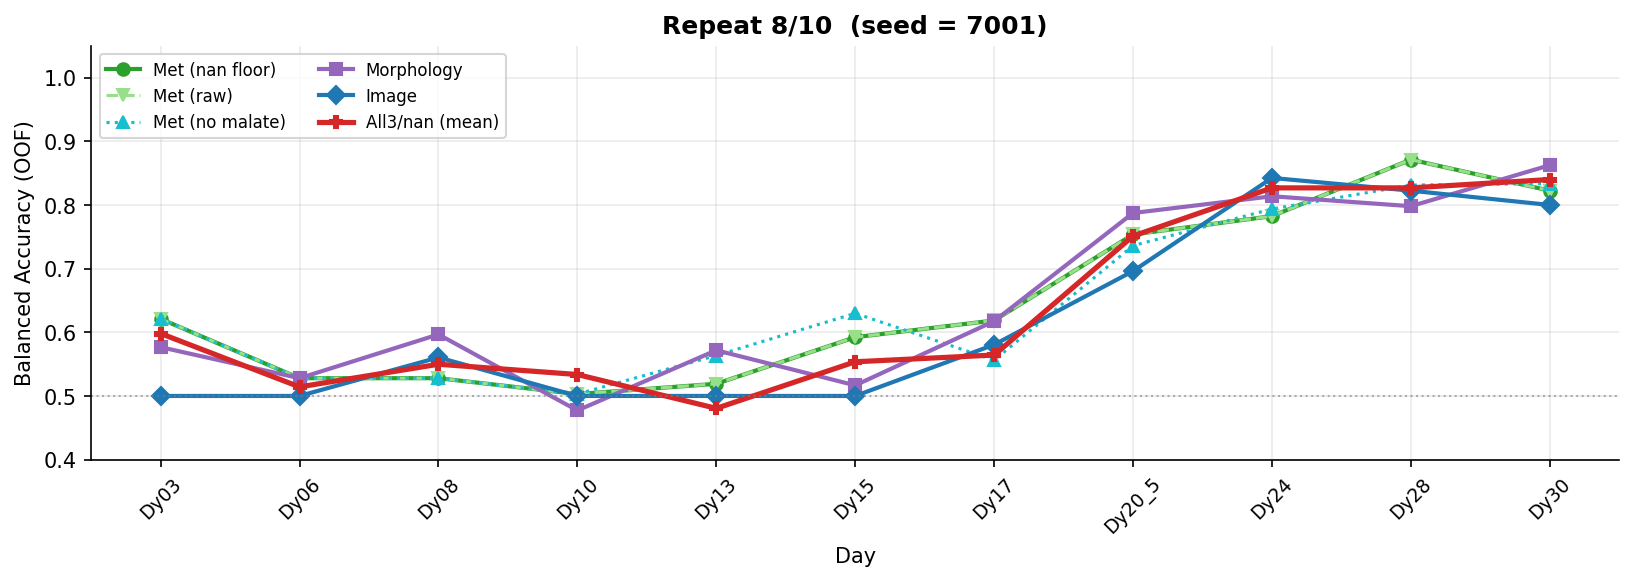 Repeat 8/10 (seed = 7001)
Met (nan floor)
Met (raw)
Met (no malate)
Morphology
Image
All3/nan (mean)
Balanced Accuracy (OOF)
1.0
0.9
0.8
0.7
0.6
0.5
0.4
Dy03
Dy06
Dy08
Dy10
Dy13
Dy15
Dy17
Dy20_5
Dy24
Dy28
Dy30
Day